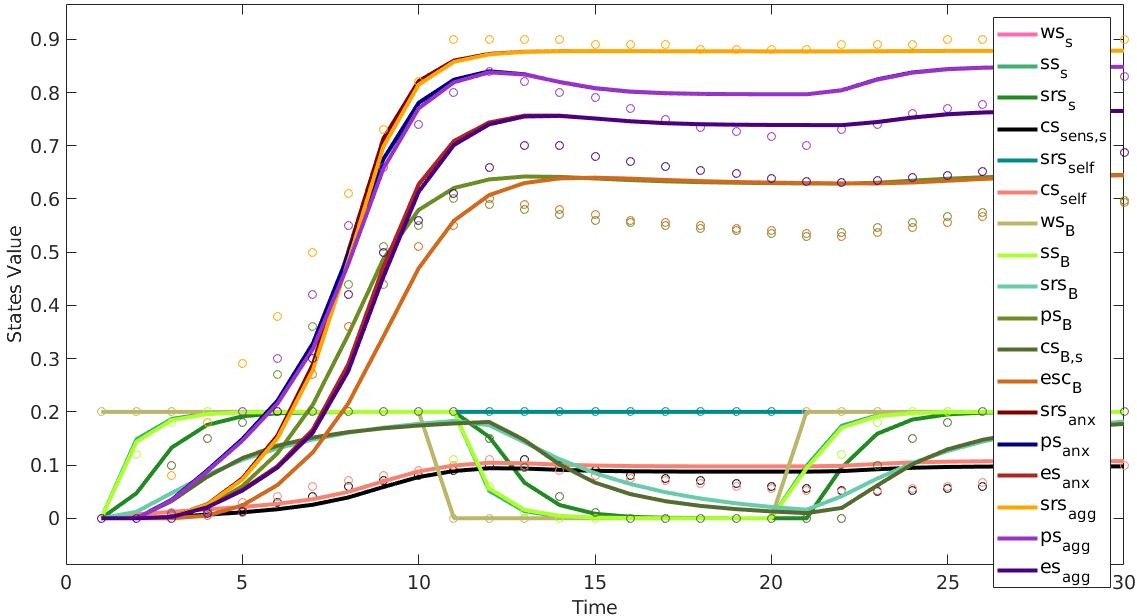 States Value
0.9
0.8
0.7
0.6
0.5
0.4
0.3
0.2
0.1
0
0 5 10 15 20 25 30
Time
ws_s
ss_s
srs_s
cs_sens,s
srs_self
cs_self
ws_B
ss_B
srs_B
ps_B
cs_B,s
esc_B
srs_anx
ps_anx
es_anx
srs_agg
ps_agg
es_agg